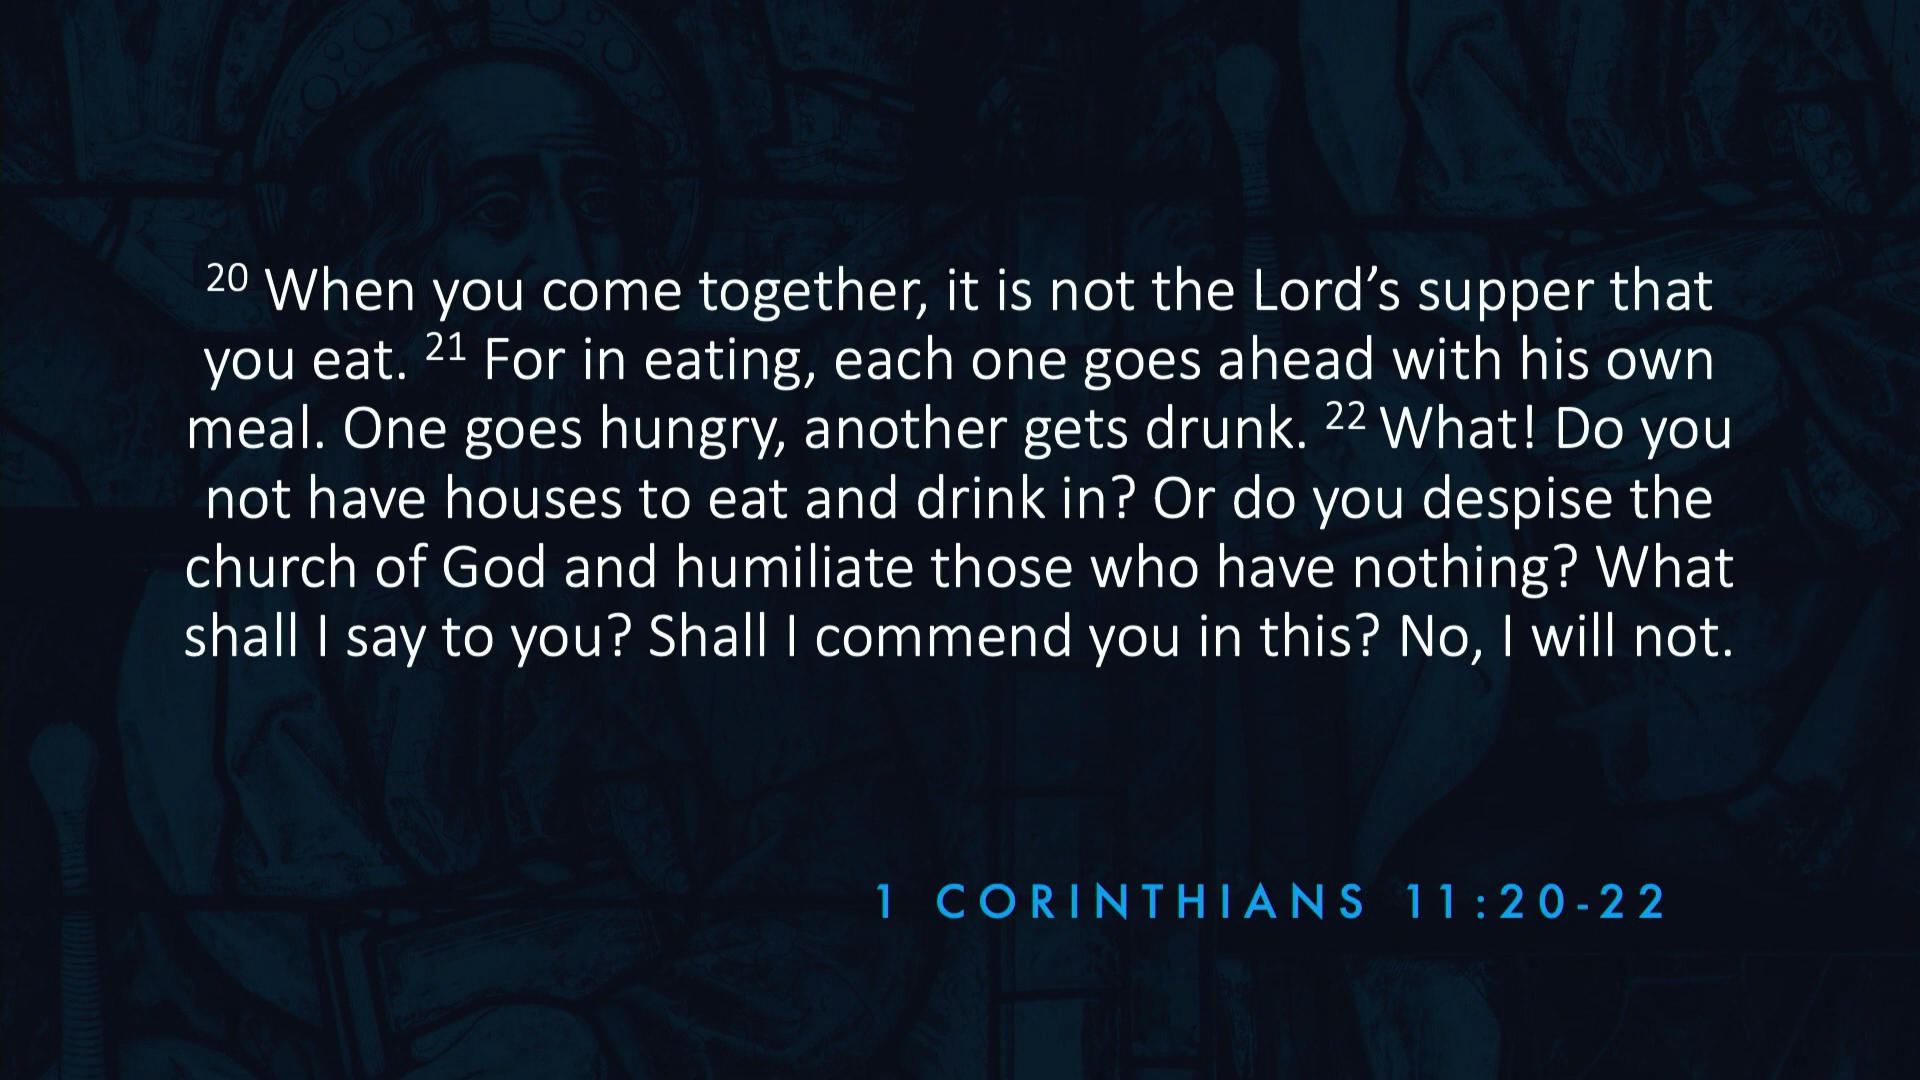 20 When you come together, it is not the Lord’s supper that
you eat. 21 For in eating, each one goes ahead with his own
meal. One goes hungry, another gets drunk. 22 What! Do you
not have houses to eat and drink in? Or do you despise the
church of God and humiliate those who have nothing? What
shall I say to you? Shall I commend you in this? No, I will not.
1 CORINTHIANS 11:20-22